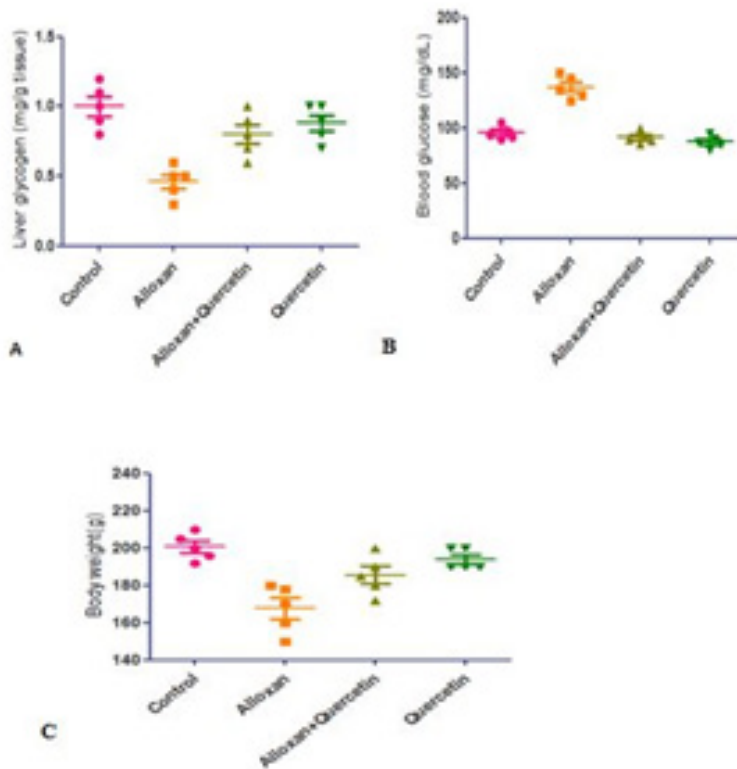 Liver glycogen (mg/g tissue)
1.5
1.0
0.5
0.0
Control
Alloxan
Alloxan+Quercetin
Quercetin
A
Blood glucose (mg/dL)
200
150
100
50
0
Control
Alloxan
Alloxan+Quercetin
Quercetin
B
Body weight(g)
240
220
200
180
160
140
Control
Alloxan
Alloxan+Quercetin
Quercetin
C